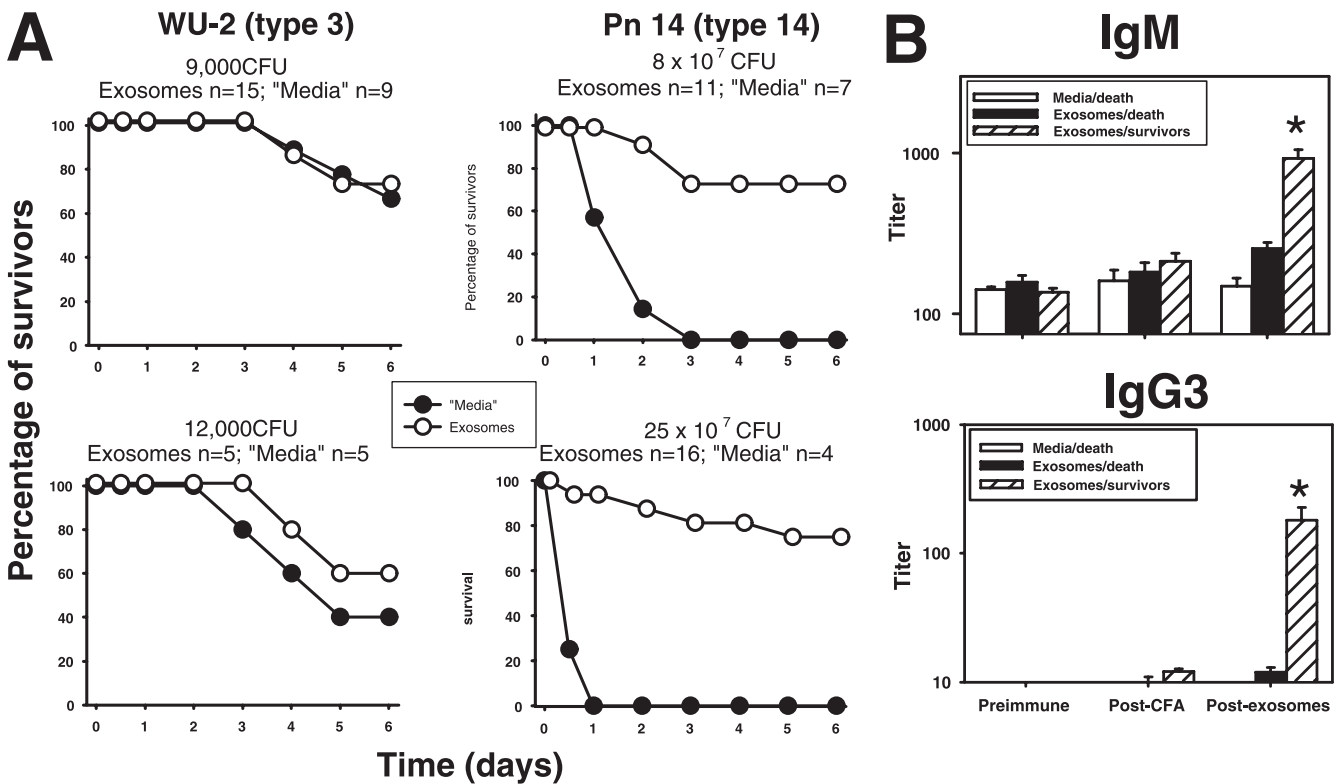 A
WU-2 (type 3)
9,000CFU
Exosomes n=15; "Media" n=9
100
80
60
40
20
0
0 1 2 3 4 5 6
Pn 14 (type 14)
8 x 10^7 CFU
Exosomes n=11; "Media" n=7
Percentage of survivors
100
80
60
40
20
0
0 1 2 3 4 5 6
Percentage of survivors
"Media"
Exosomes
12,000CFU
Exosomes n=5; "Media" n=5
100
80
60
40
20
0
0 1 2 3 4 5 6
25 x 10^7 CFU
Exosomes n=16; "Media" n=4
survival
100
80
60
40
20
0
0 1 2 3 4 5 6
Time (days)
B
IgM
Media/death
Exosomes/death
Exosomes/survivors
*
Titer
1000
100
IgG3
Media/death
Exosomes/death
Exosomes/survivors
*
Titer
1000
100
10
Preimmune Post-CFA Post-exosomes